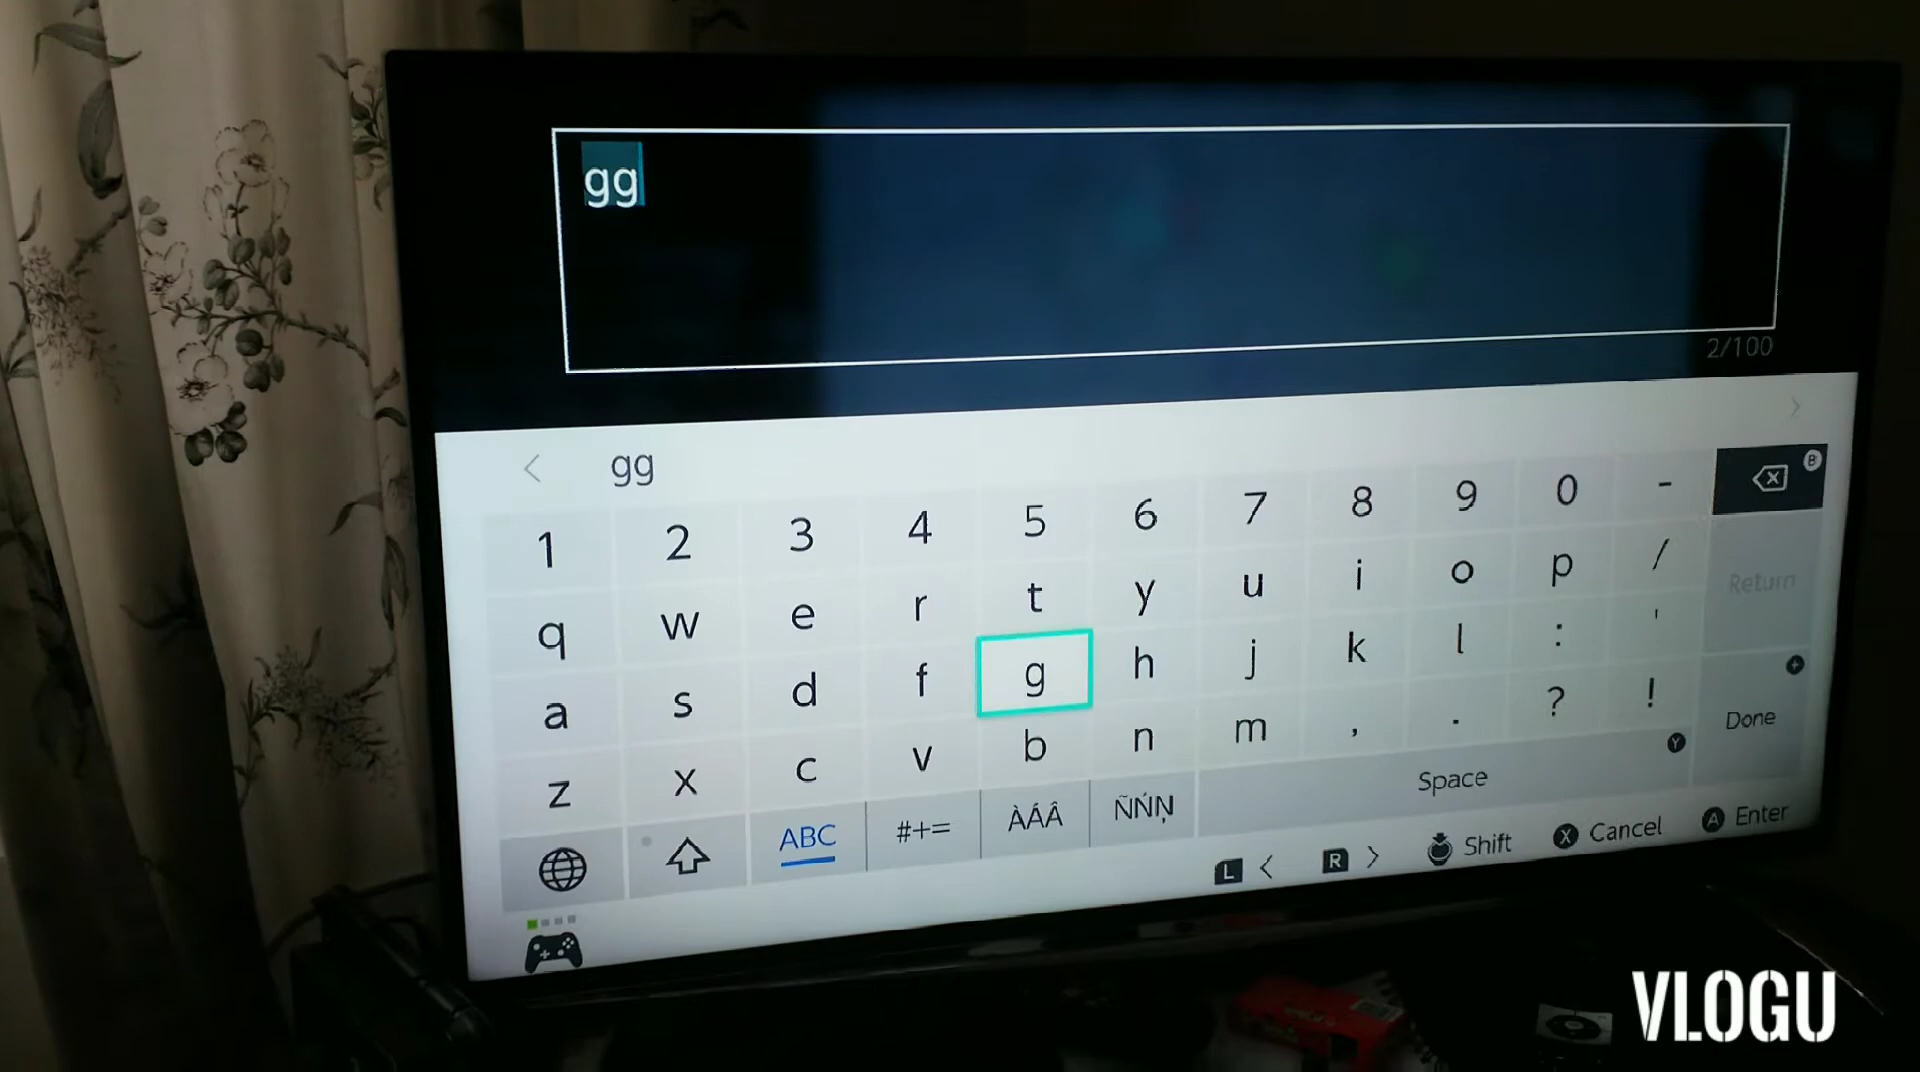 gg
2/100
< gg >
1 2 3 4 5 6 7 8 9 0 - B
q w e r t y u i o p / Return
a s d f g h j k l : '
z x c v b n m , . ? ! + Done
ABC #+= ÀÁÂ ÑŃŅ Space Y
L < R > Shift X Cancel A Enter
VLOGU